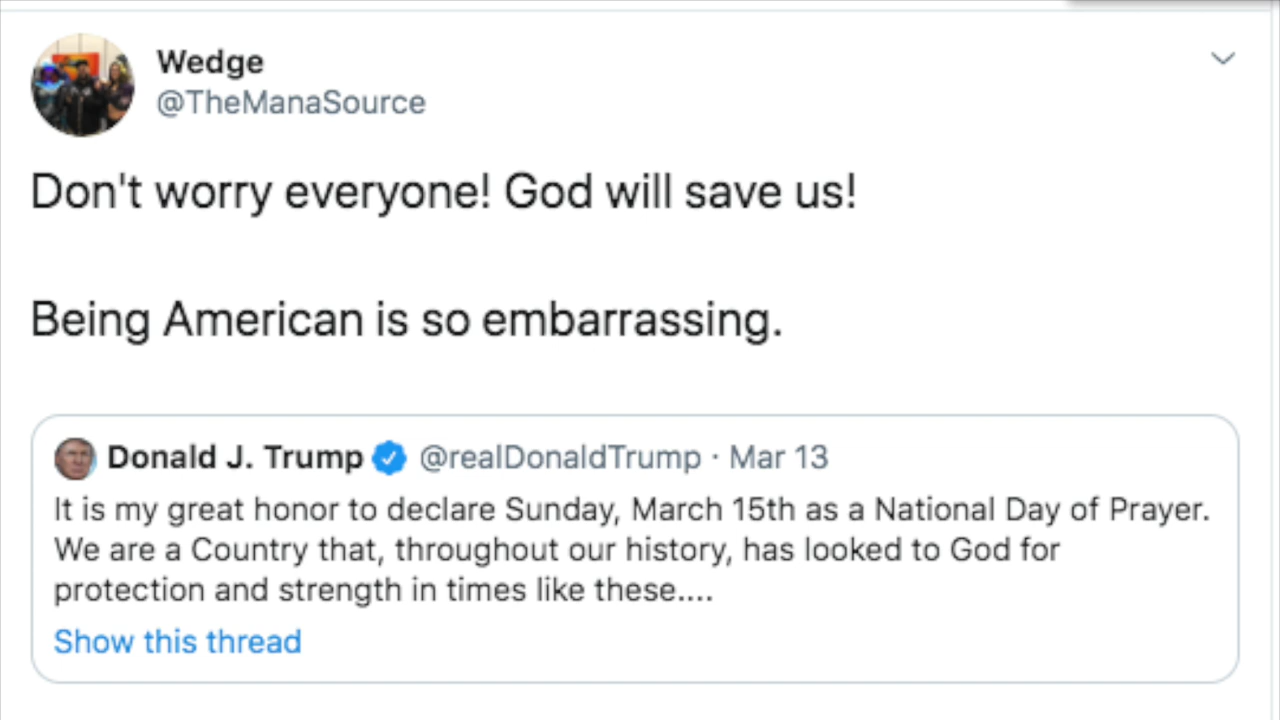 Wedge
@TheManaSource
Don't worry everyone! God will save us!
Being American is so embarrassing.
Donald J. Trump @realDonaldTrump · Mar 13
It is my great honor to declare Sunday, March 15th as a National Day of Prayer.
We are a Country that, throughout our history, has looked to God for
protection and strength in times like these....
Show this thread